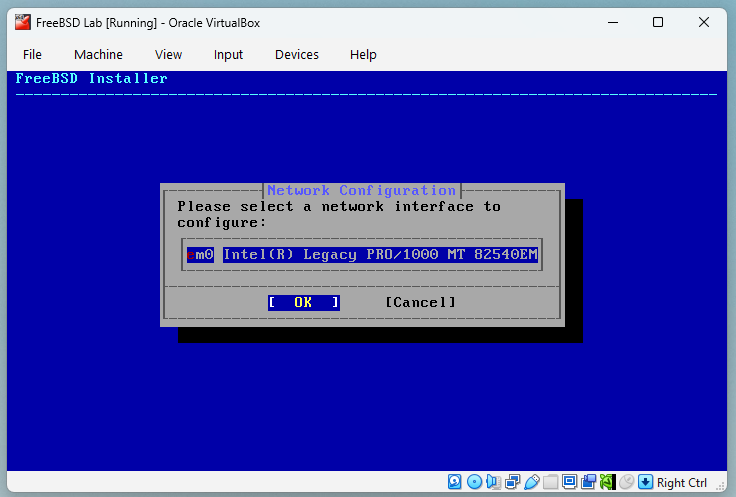 FreeBSD Lab [Running] - Oracle VirtualBox
File Machine View Input Devices Help
FreeBSD Installer
Network Configuration
Please select a network interface to
configure:
em0 Intel(R) Legacy PRO/1000 MT 82540EM
[ OK ] [Cancel]
Right Ctrl